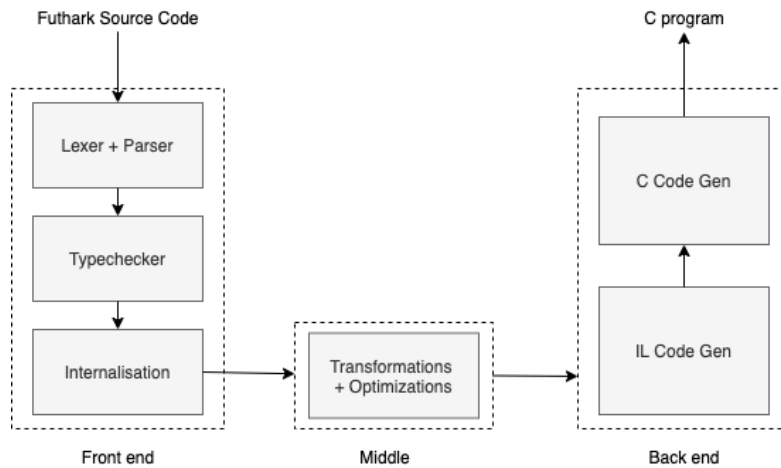 Futhark Source Code
C program
Lexer + Parser
Typechecker
Internalisation
Transformations
+ Optimizations
C Code Gen
IL Code Gen
Front end
Middle
Back end